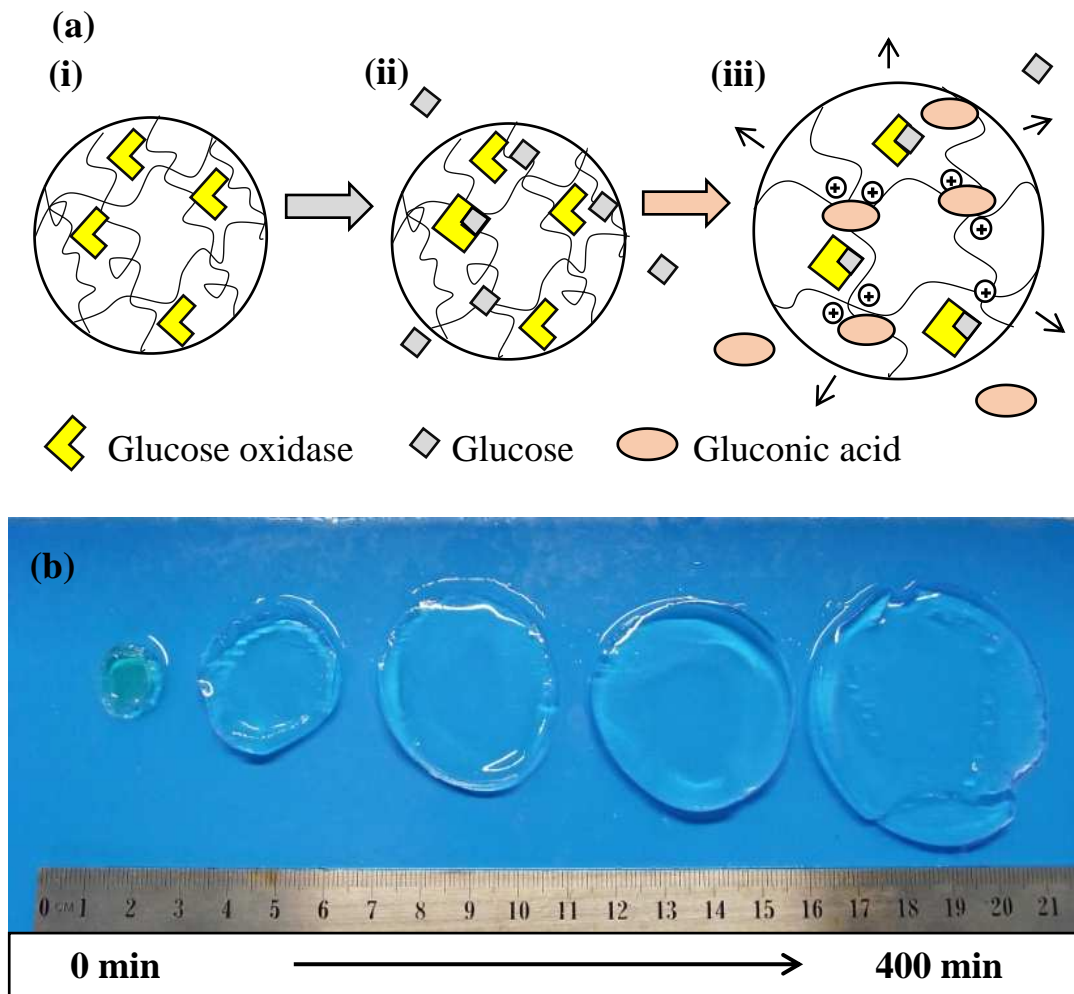 (a)
(i) (ii) (iii)
Glucose oxidase Glucose Gluconic acid
(b)
0 CM 1 2 3 4 5 6 7 8 9 10 11 12 13 14 15 16 17 18 19 20 21
0 min 400 min